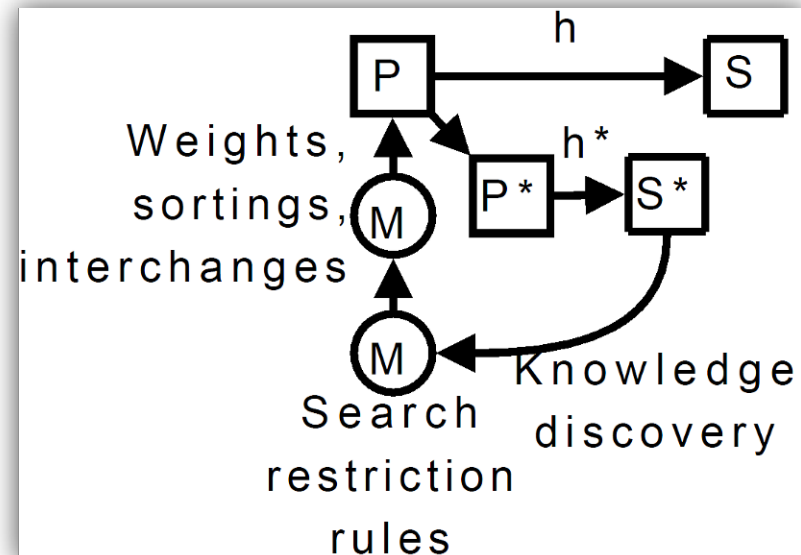 h
P
S
Weights,
sortings,
interchanges
h*
P*
S*
M
M
Knowledge
discovery
Search
restriction
rules